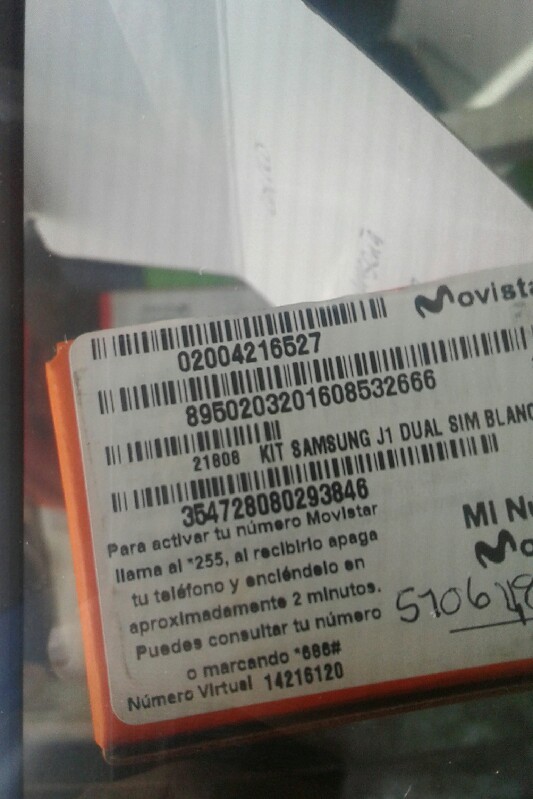 Movista
02004216527
8950203201608532666
21808 KIT SAMSUNG J1 DUAL SIM BLANC
354728080293846
Para activar tu número Movistar
llama al *255, al recibirlo apaga
tu teléfono y enciéndelo en
aproximadamente 2 minutos.
Puedes consultar tu número
o marcando *686#
Número Virtual 14216120
MI Nu
Mo
5706